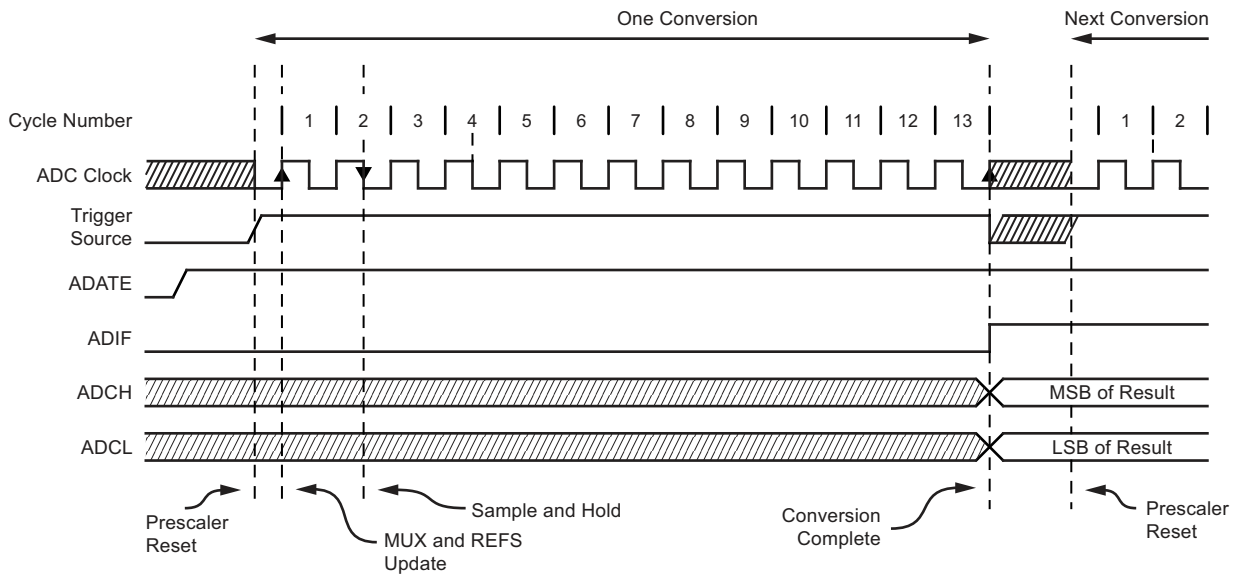 One Conversion
Next Conversion
Cycle Number
1 2 3 4 5 6 7 8 9 10 11 12 13 1 2
ADC Clock
Trigger
Source
ADATE
ADIF
ADCH
MSB of Result
ADCL
LSB of Result
Prescaler
Reset
MUX and REFS
Update
Sample and Hold
Conversion
Complete
Prescaler
Reset